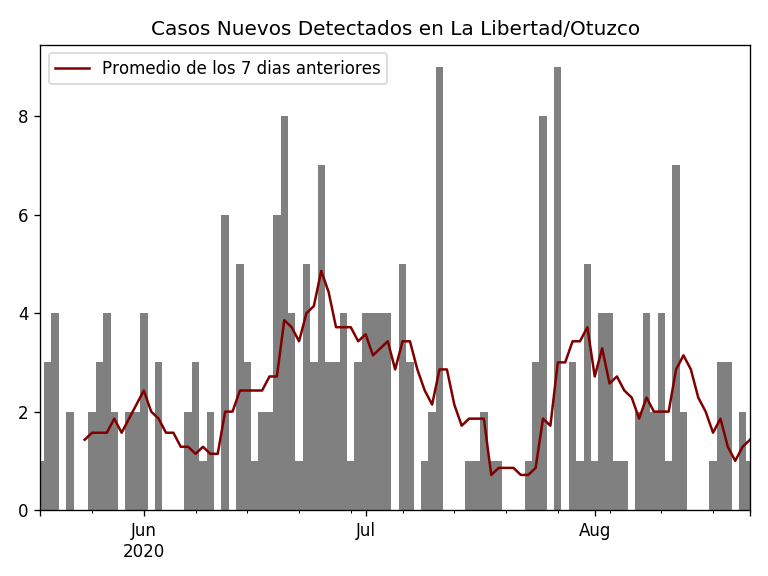 Casos Nuevos Detectados en La Libertad/Otuzco
Promedio de los 7 dias anteriores
8
6
4
2
0
Jun
2020
Jul
Aug